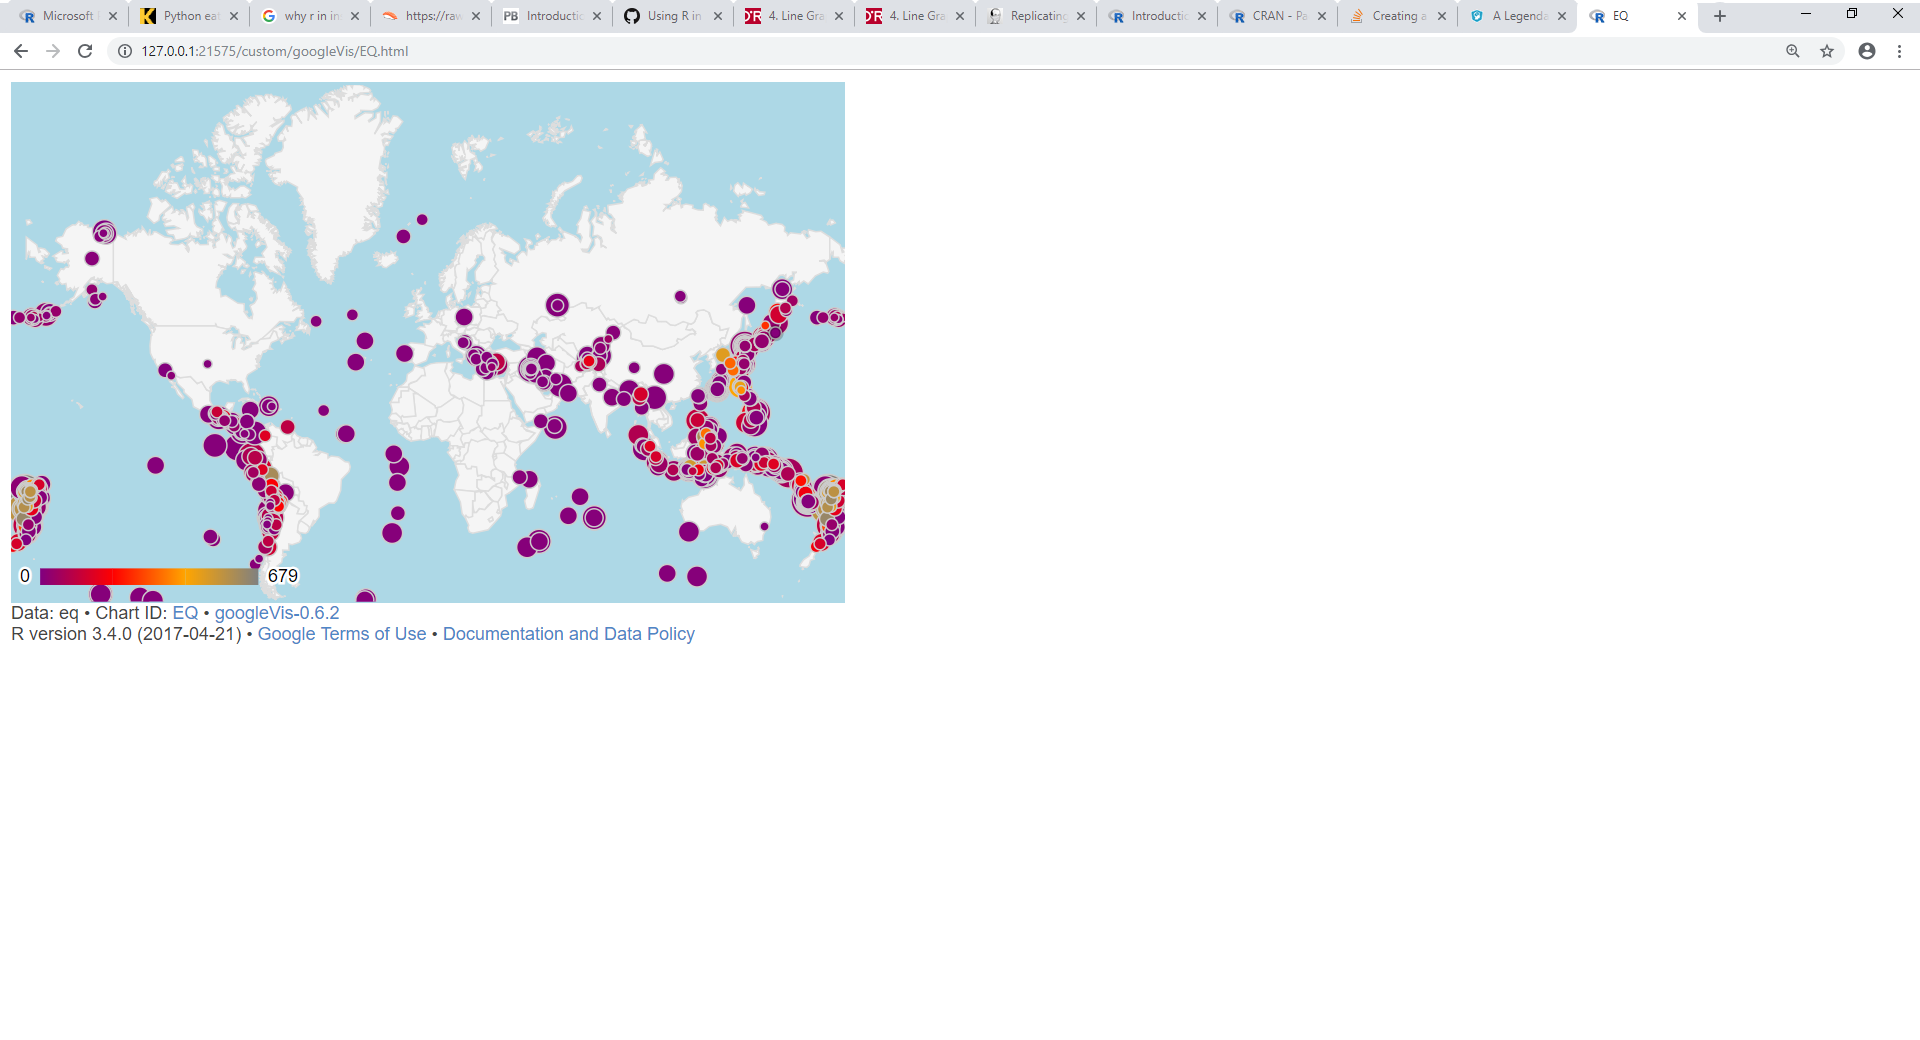 Microsoft
Python eat
why r in in
https://raw
Introductio
Using R in
4. Line Gra
4. Line Gra
Replicating
Introductio
CRAN - Pa
Creating a
A Legenda
EQ
127.0.0.1:21575/custom/googleVis/EQ.html
0 679
Data: eq • Chart ID: EQ • googleVis-0.6.2
R version 3.4.0 (2017-04-21) • Google Terms of Use • Documentation and Data Policy